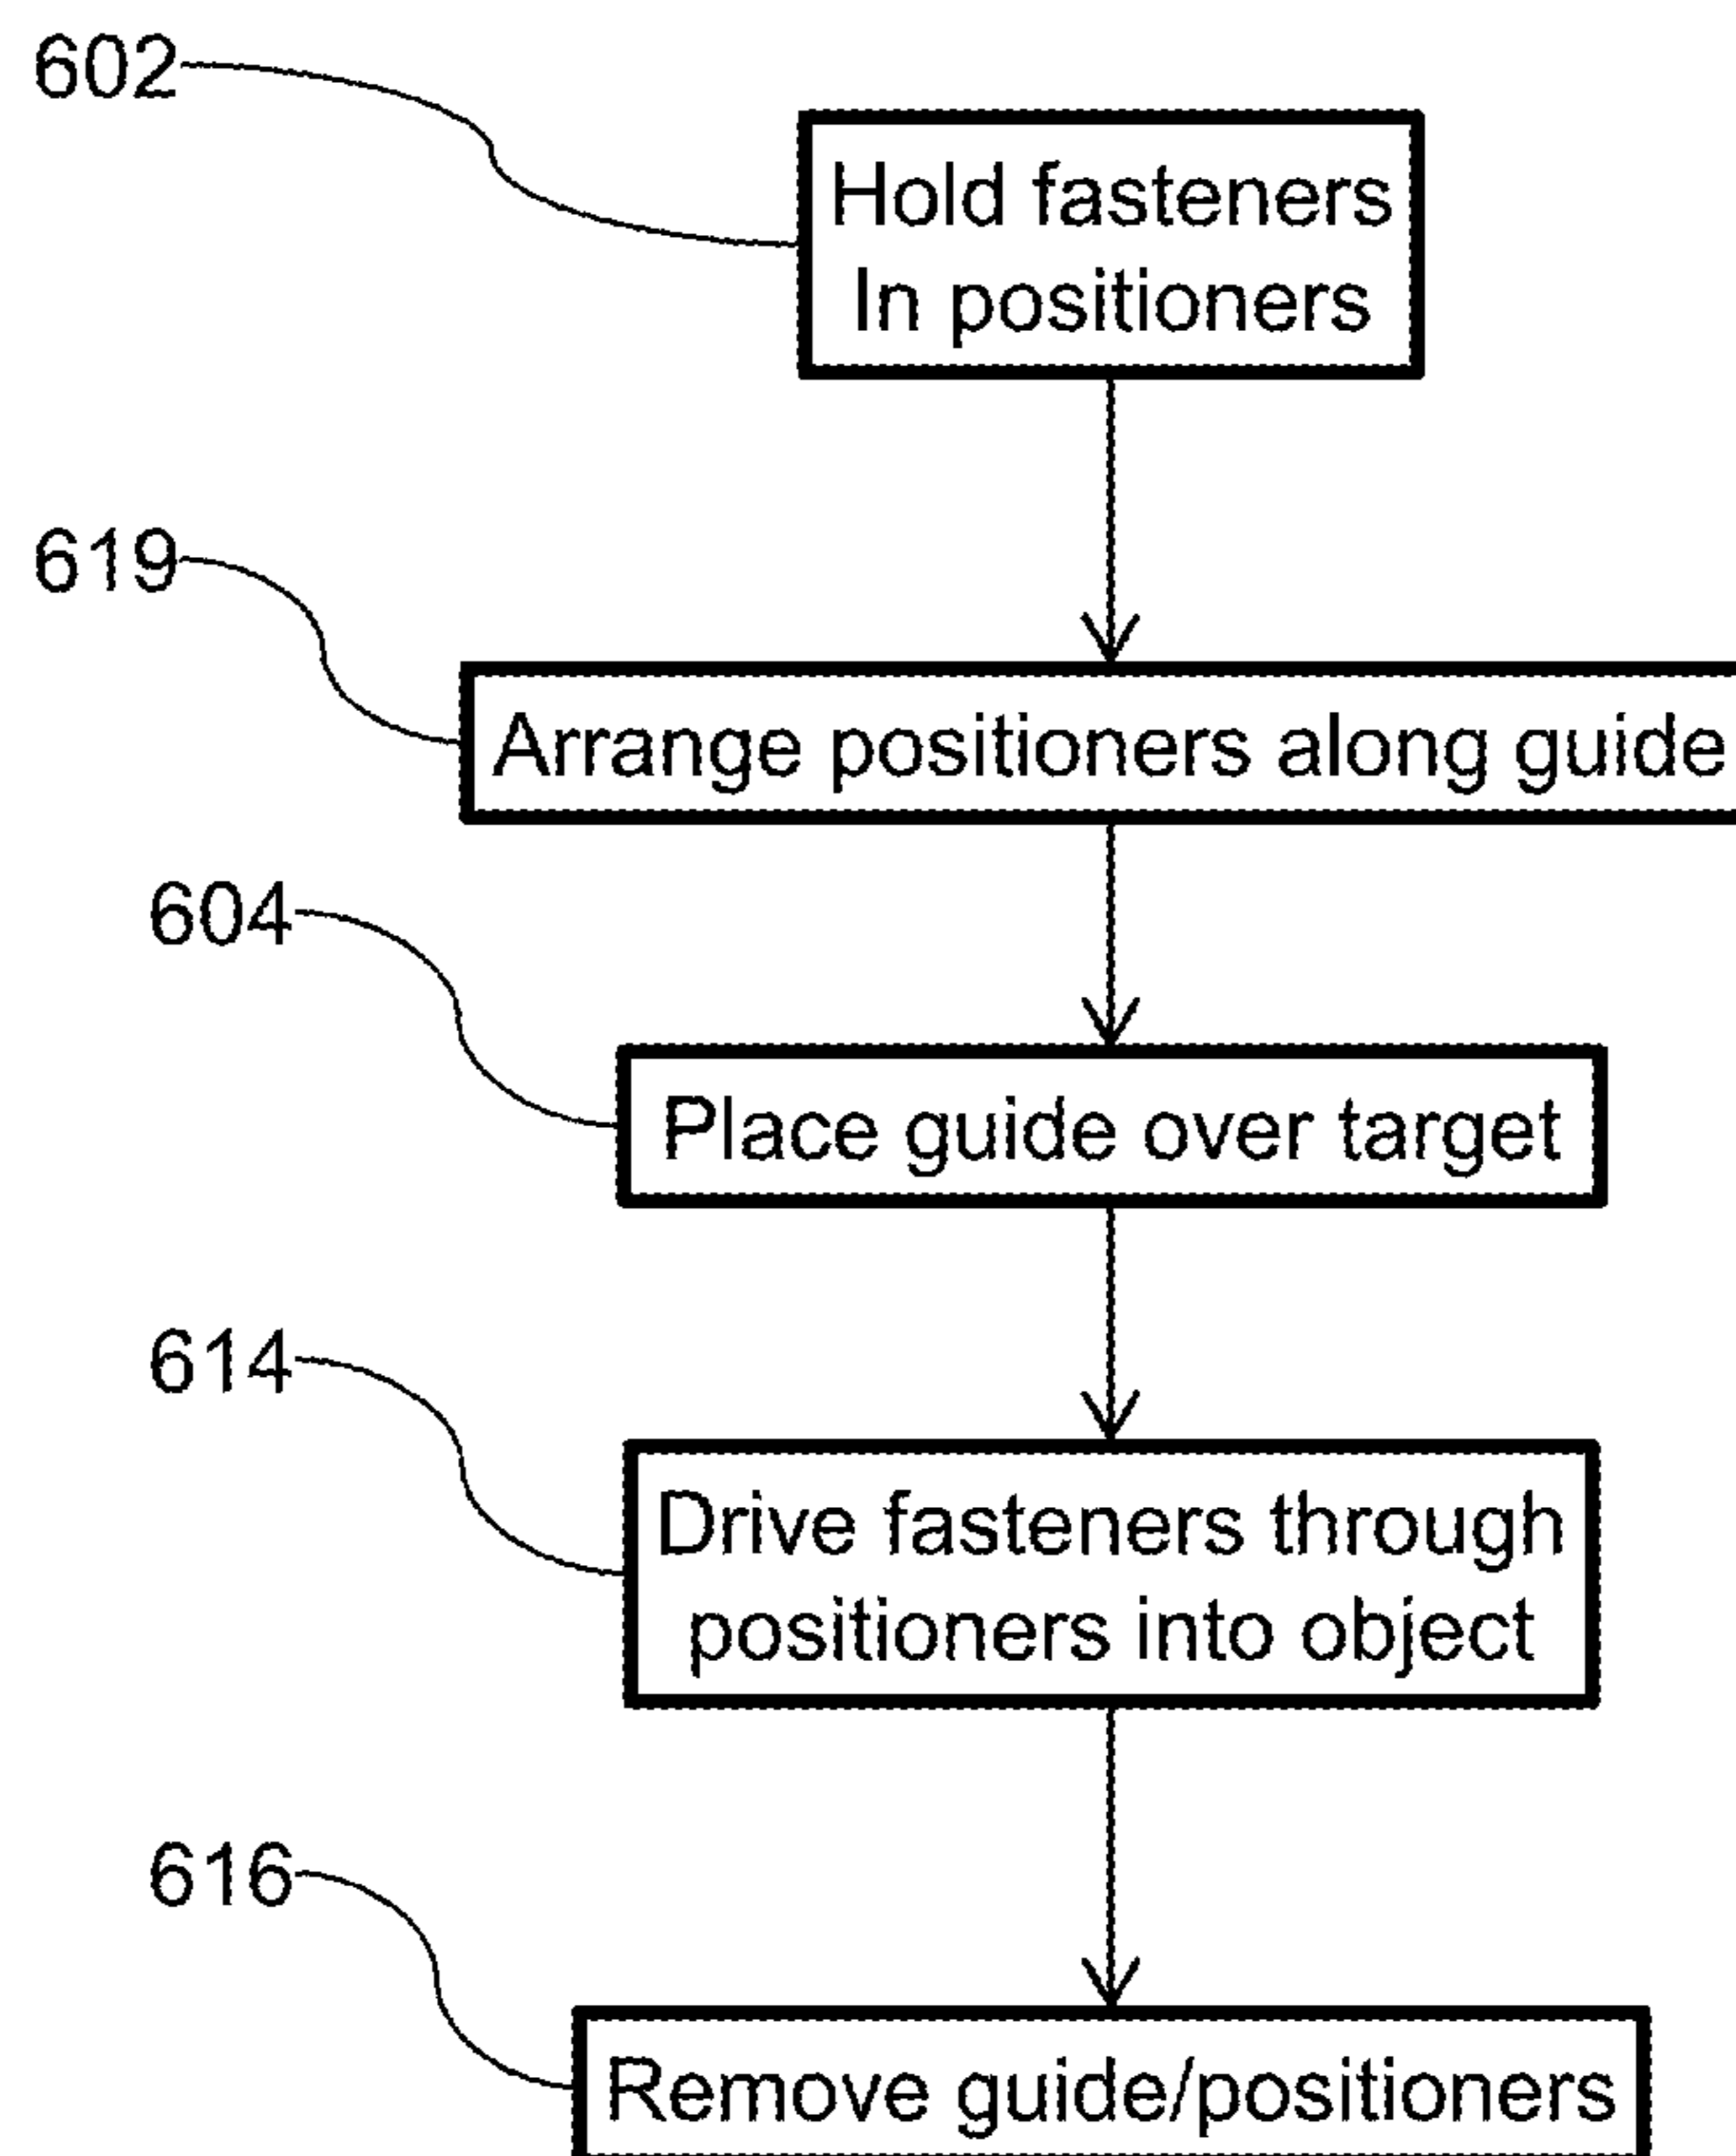 602
Hold fasteners
In positioners
619
Arrange positioners along guide
604
Place guide over target
614
Drive fasteners through
positioners into object
616
Remove guide/positioners